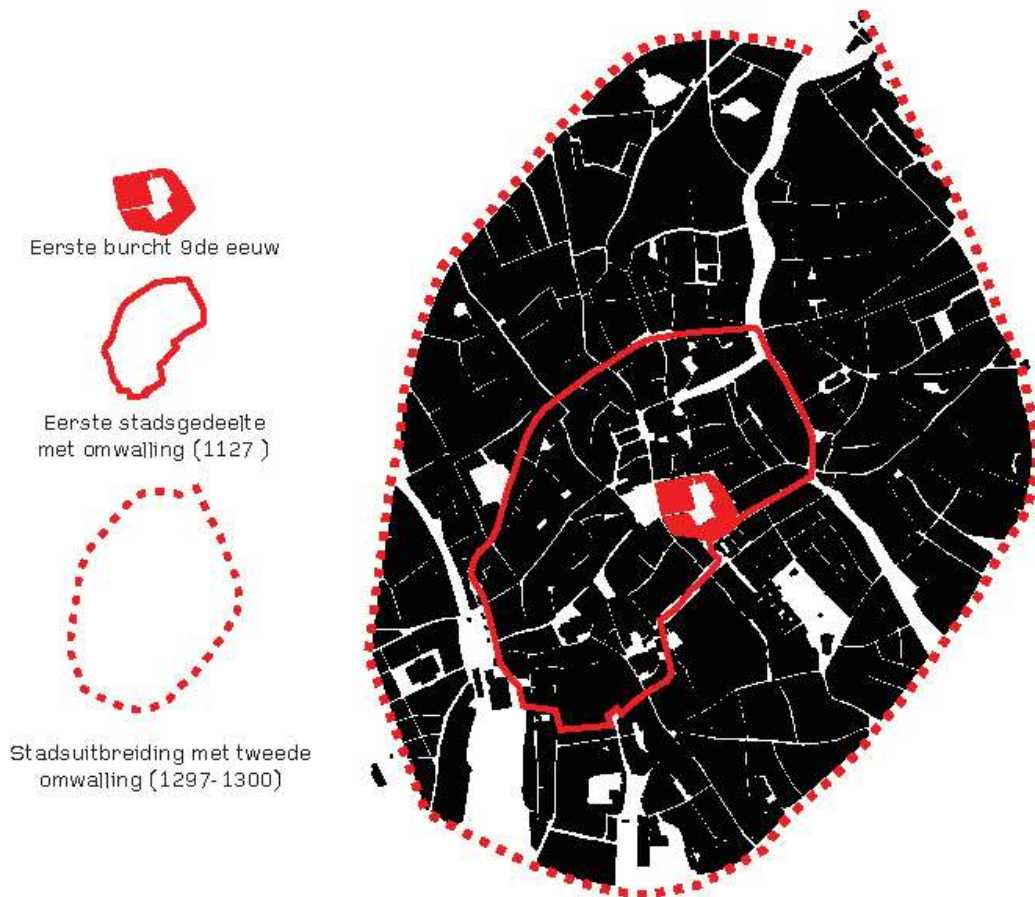 Eerste burcht 9de eeuw
Eerste stadsgedeelte
met omwalling (1127 )
Stadsuitbreiding met tweede
omwalling (1297-1300)